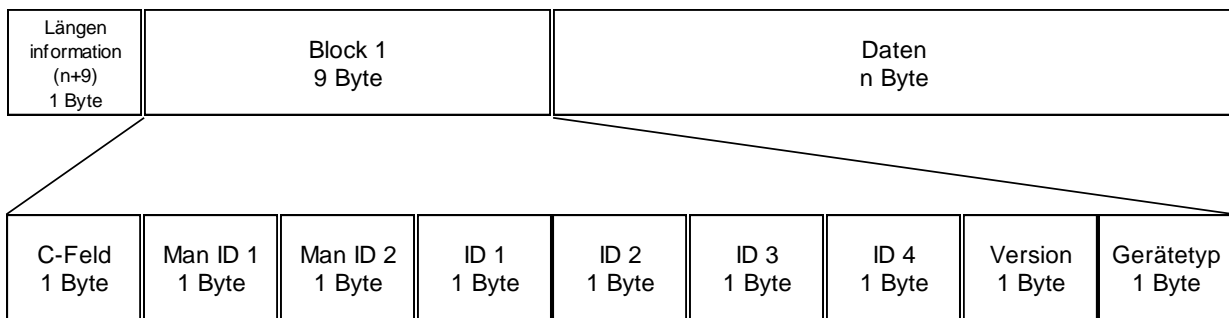 Längen
information
(n+9)
1 Byte
Block 1
9 Byte
Daten
n Byte
C-Feld
1 Byte
Man ID 1
1 Byte
Man ID 2
1 Byte
ID 1
1 Byte
ID 2
1 Byte
ID 3
1 Byte
ID 4
1 Byte
Version
1 Byte
Gerätetyp
1 Byte